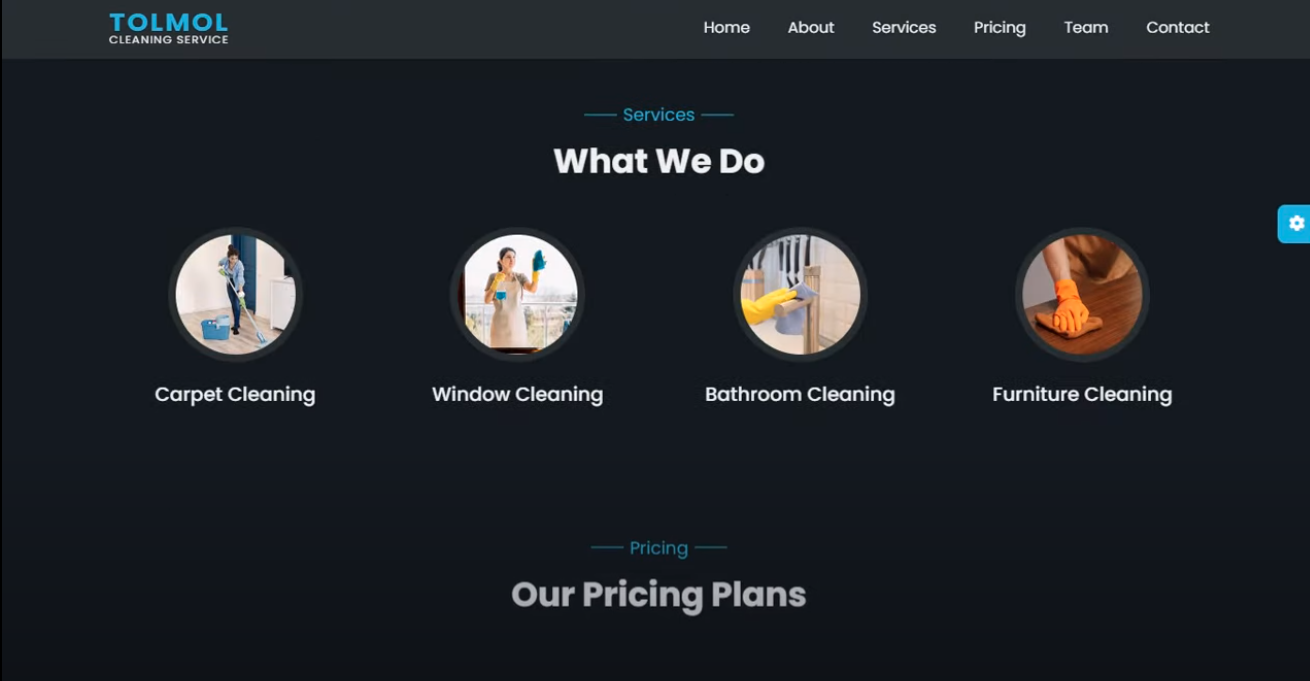 TOLMOL
CLEANING SERVICE
Home About Services Pricing Team Contact
Services
What We Do
Carpet Cleaning Window Cleaning Bathroom Cleaning Furniture Cleaning
Pricing
Our Pricing Plans